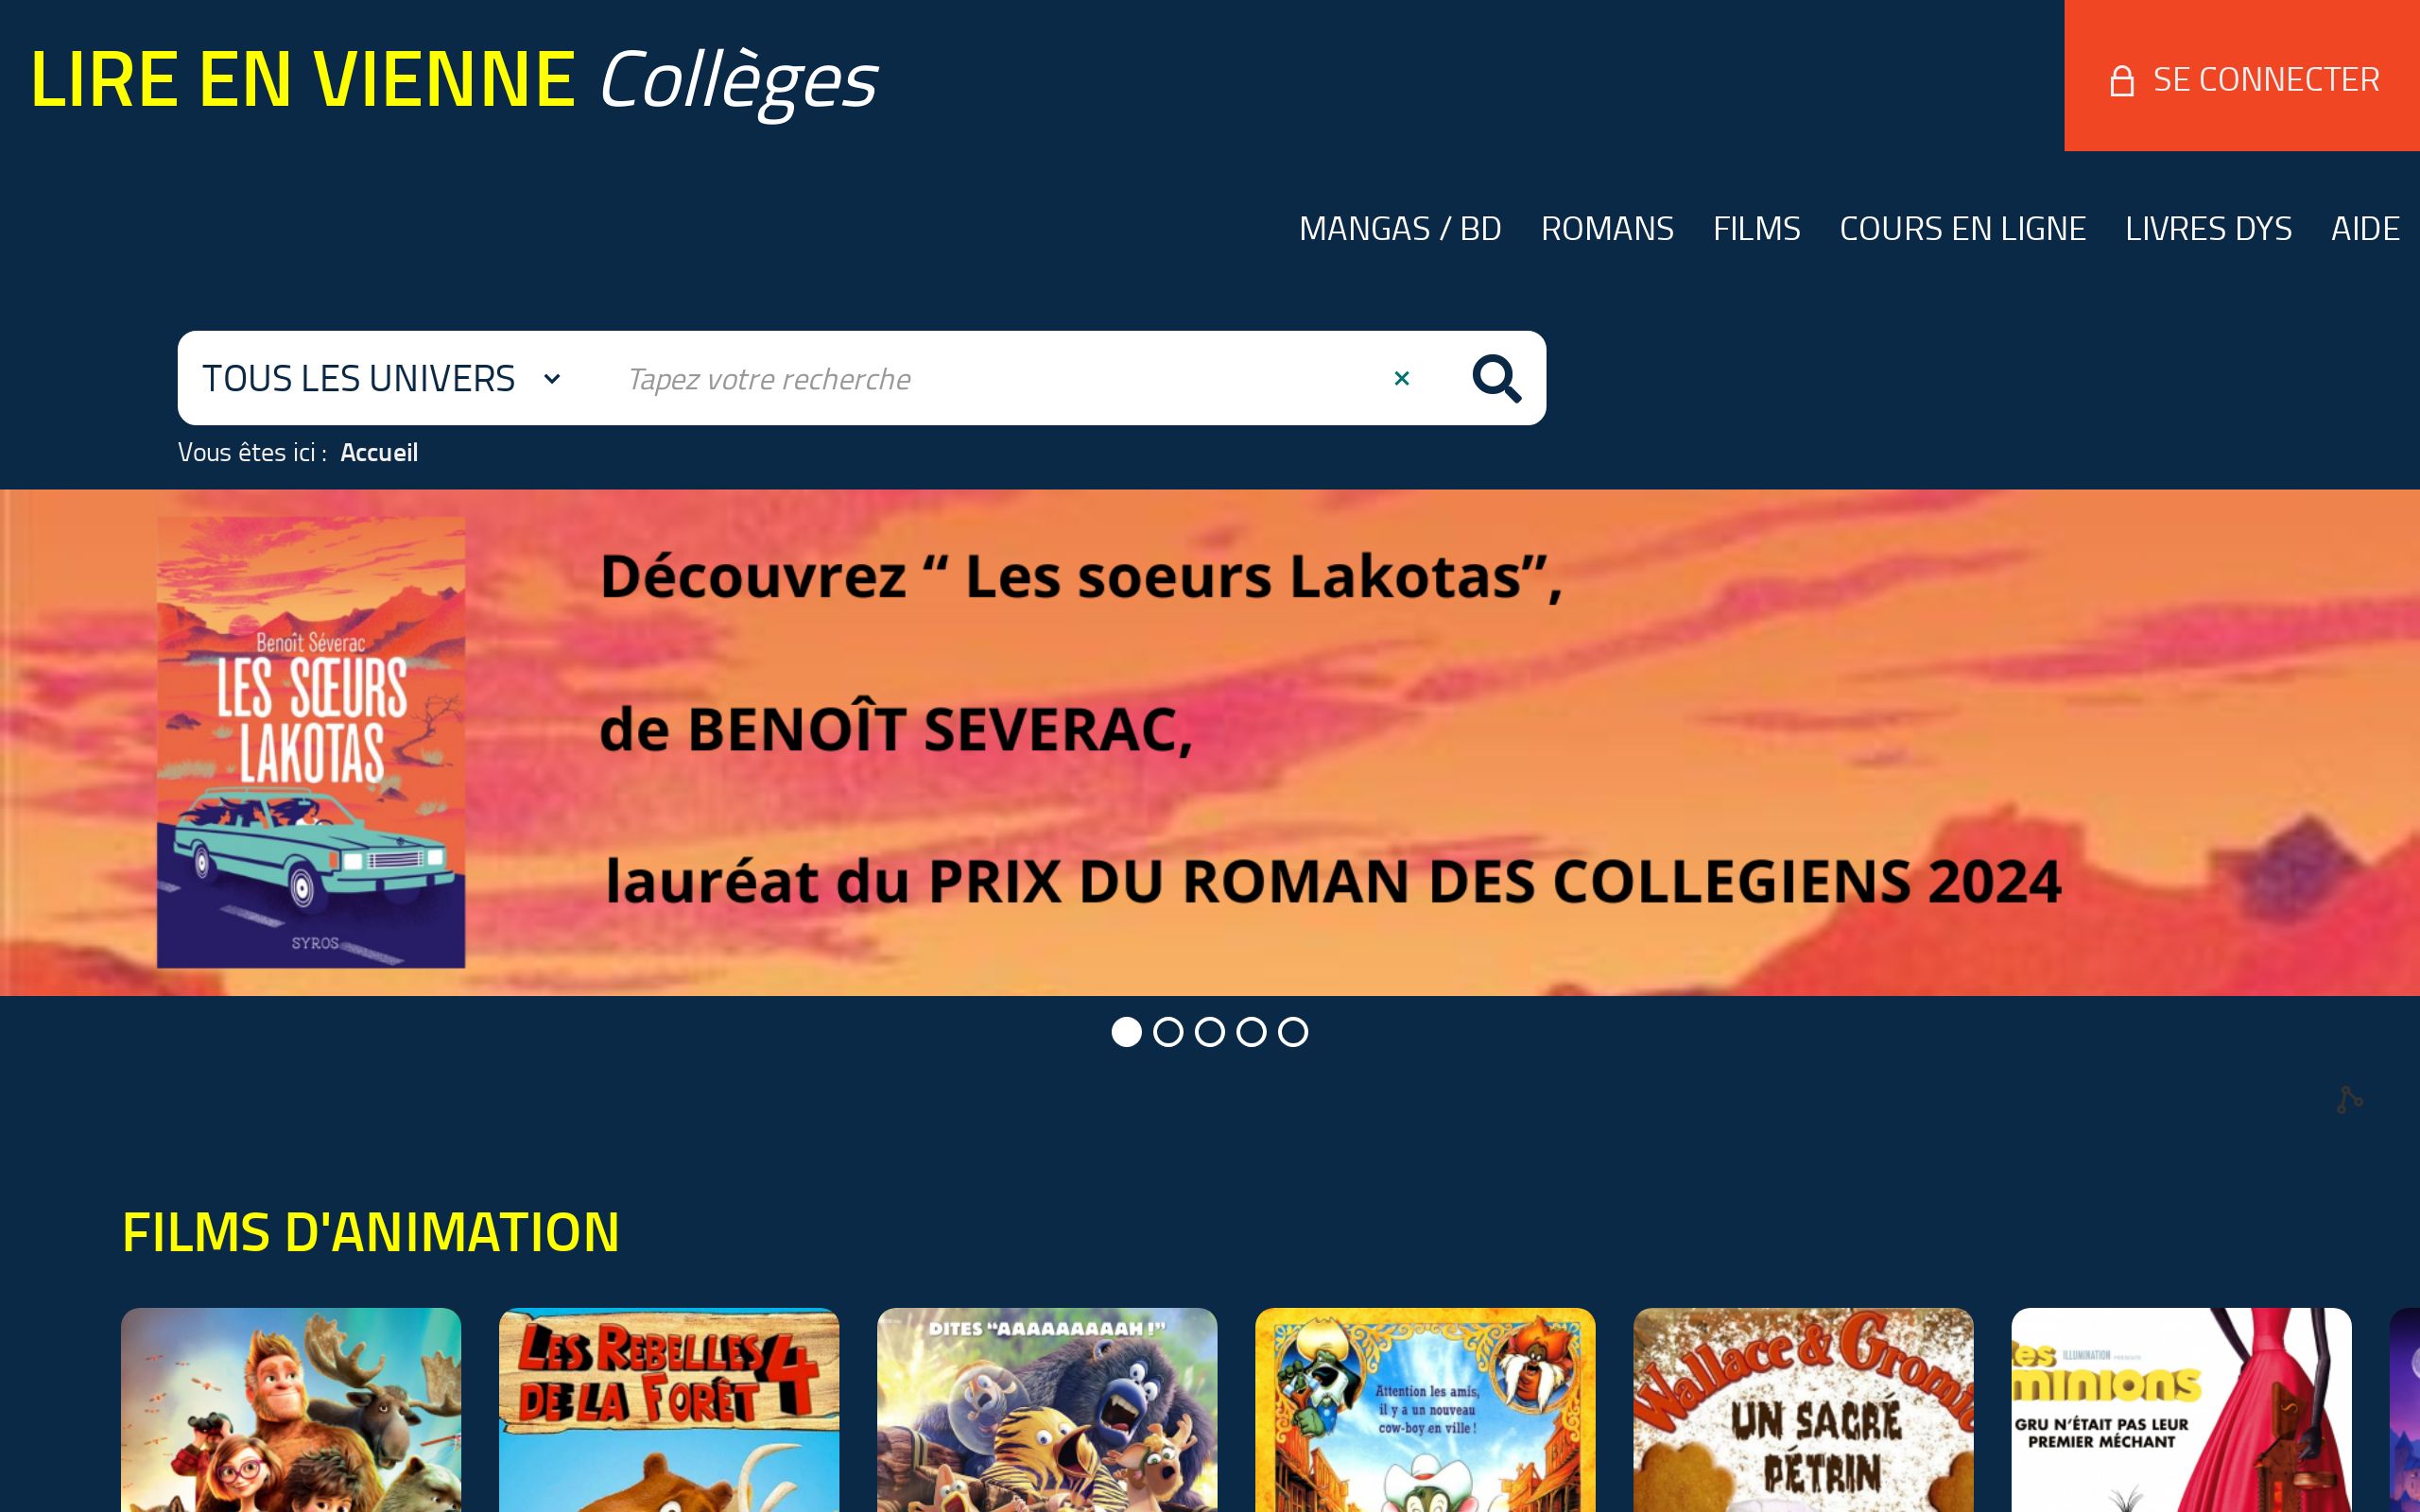 LIRE EN VIENNE Collèges
SE CONNECTER
MANGAS / BD ROMANS FILMS COURS EN LIGNE LIVRES DYS AIDE
TOUS LES UNIVERS Tapez votre recherche ×
Vous êtes ici : Accueil
Benoît Séverac
LES SŒURS
LAKOTAS
SYROS
Découvrez “ Les soeurs Lakotas”,
de BENOÎT SEVERAC,
lauréat du PRIX DU ROMAN DES COLLEGIENS 2024
FILMS D'ANIMATION
LES REBELLES 4
DE LA FORÊT
DITES “AAAAAAAAAH !”
Attention les amis,
il y a un nouveau
cow-boy en ville !
Wallace & Gromit
UN SACRÉ
PÉTRIN
Les ILLUMINATION PRÉSENTE
minions
GRU N'ÉTAIT PAS LEUR
PREMIER MÉCHANT